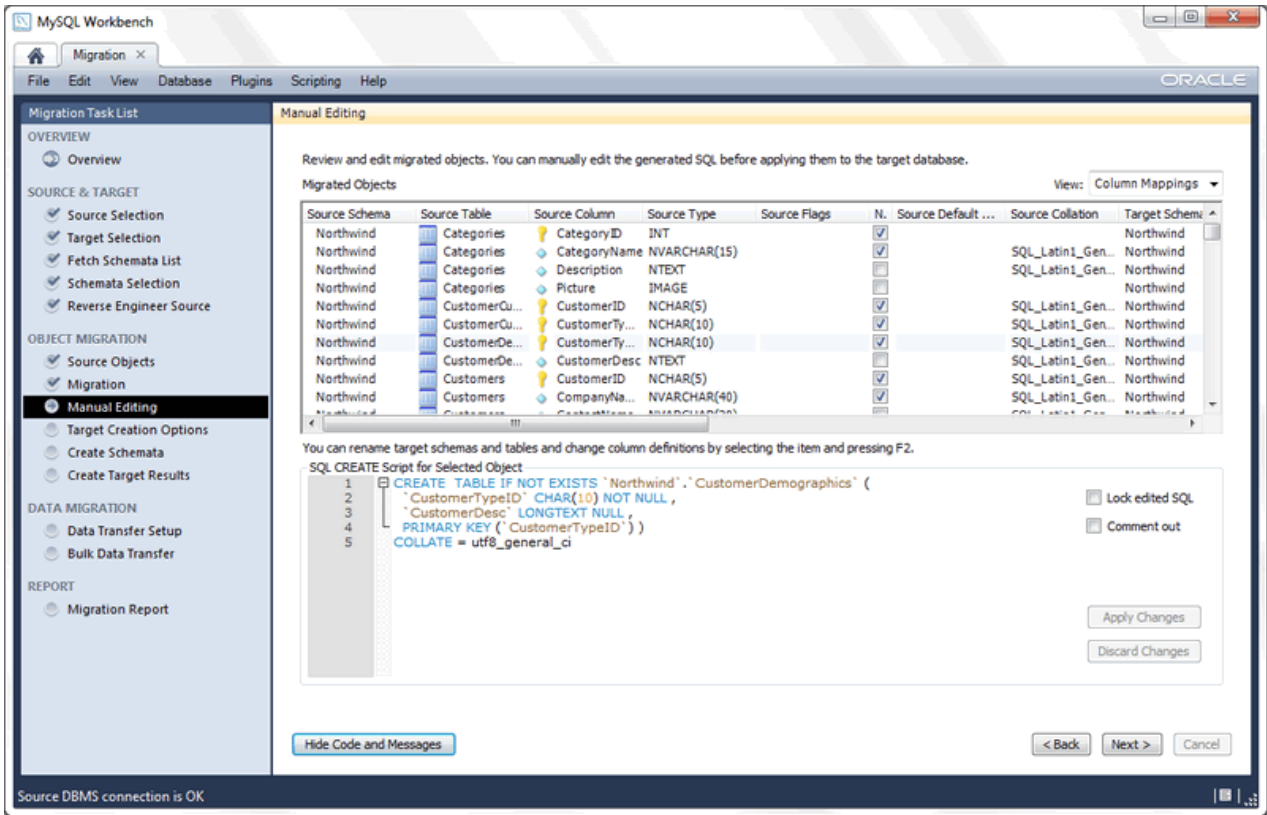 MySQL Workbench
Migration ×
File Edit View Database Plugins Scripting Help
ORACLE
Migration Task List
OVERVIEW
Overview
SOURCE & TARGET
Source Selection
Target Selection
Fetch Schemata List
Schemata Selection
Reverse Engineer Source
OBJECT MIGRATION
Source Objects
Migration
Manual Editing
Target Creation Options
Create Schemata
Create Target Results
DATA MIGRATION
Data Transfer Setup
Bulk Data Transfer
REPORT
Migration Report
Manual Editing
Review and edit migrated objects. You can manually edit the generated SQL before applying them to the target database.
Migrated Objects
View: Column Mappings
Source Schema Source Table Source Column Source Type Source Flags N. Source Default ... Source Collation Target Schema
Northwind Categories CategoryID INT Northwind
Northwind Categories CategoryName NVARCHAR(15) SQL_Latin1_Gen... Northwind
Northwind Categories Description NTEXT SQL_Latin1_Gen... Northwind
Northwind Categories Picture IMAGE Northwind
Northwind CustomerCu... CustomerID NCHAR(5) SQL_Latin1_Gen... Northwind
Northwind CustomerCu... CustomerTy... NCHAR(10) SQL_Latin1_Gen... Northwind
Northwind CustomerDe... CustomerTy... NCHAR(10) SQL_Latin1_Gen... Northwind
Northwind CustomerDe... CustomerDesc NTEXT SQL_Latin1_Gen... Northwind
Northwind Customers CustomerID NCHAR(5) SQL_Latin1_Gen... Northwind
Northwind Customers CompanyNa... NVARCHAR(40) SQL_Latin1_Gen... Northwind
You can rename target schemas and tables and change column definitions by selecting the item and pressing F2.
SQL CREATE Script for Selected Object
1 CREATE TABLE IF NOT EXISTS `Northwind`.`CustomerDemographics` (
2 `CustomerTypeID` CHAR(10) NOT NULL ,
3 `CustomerDesc` LONGTEXT NULL ,
4 PRIMARY KEY (`CustomerTypeID`) )
5 COLLATE = utf8_general_ci
Lock edited SQL
Comment out
Apply Changes
Discard Changes
Hide Code and Messages
< Back Next > Cancel
Source DBMS connection is OK